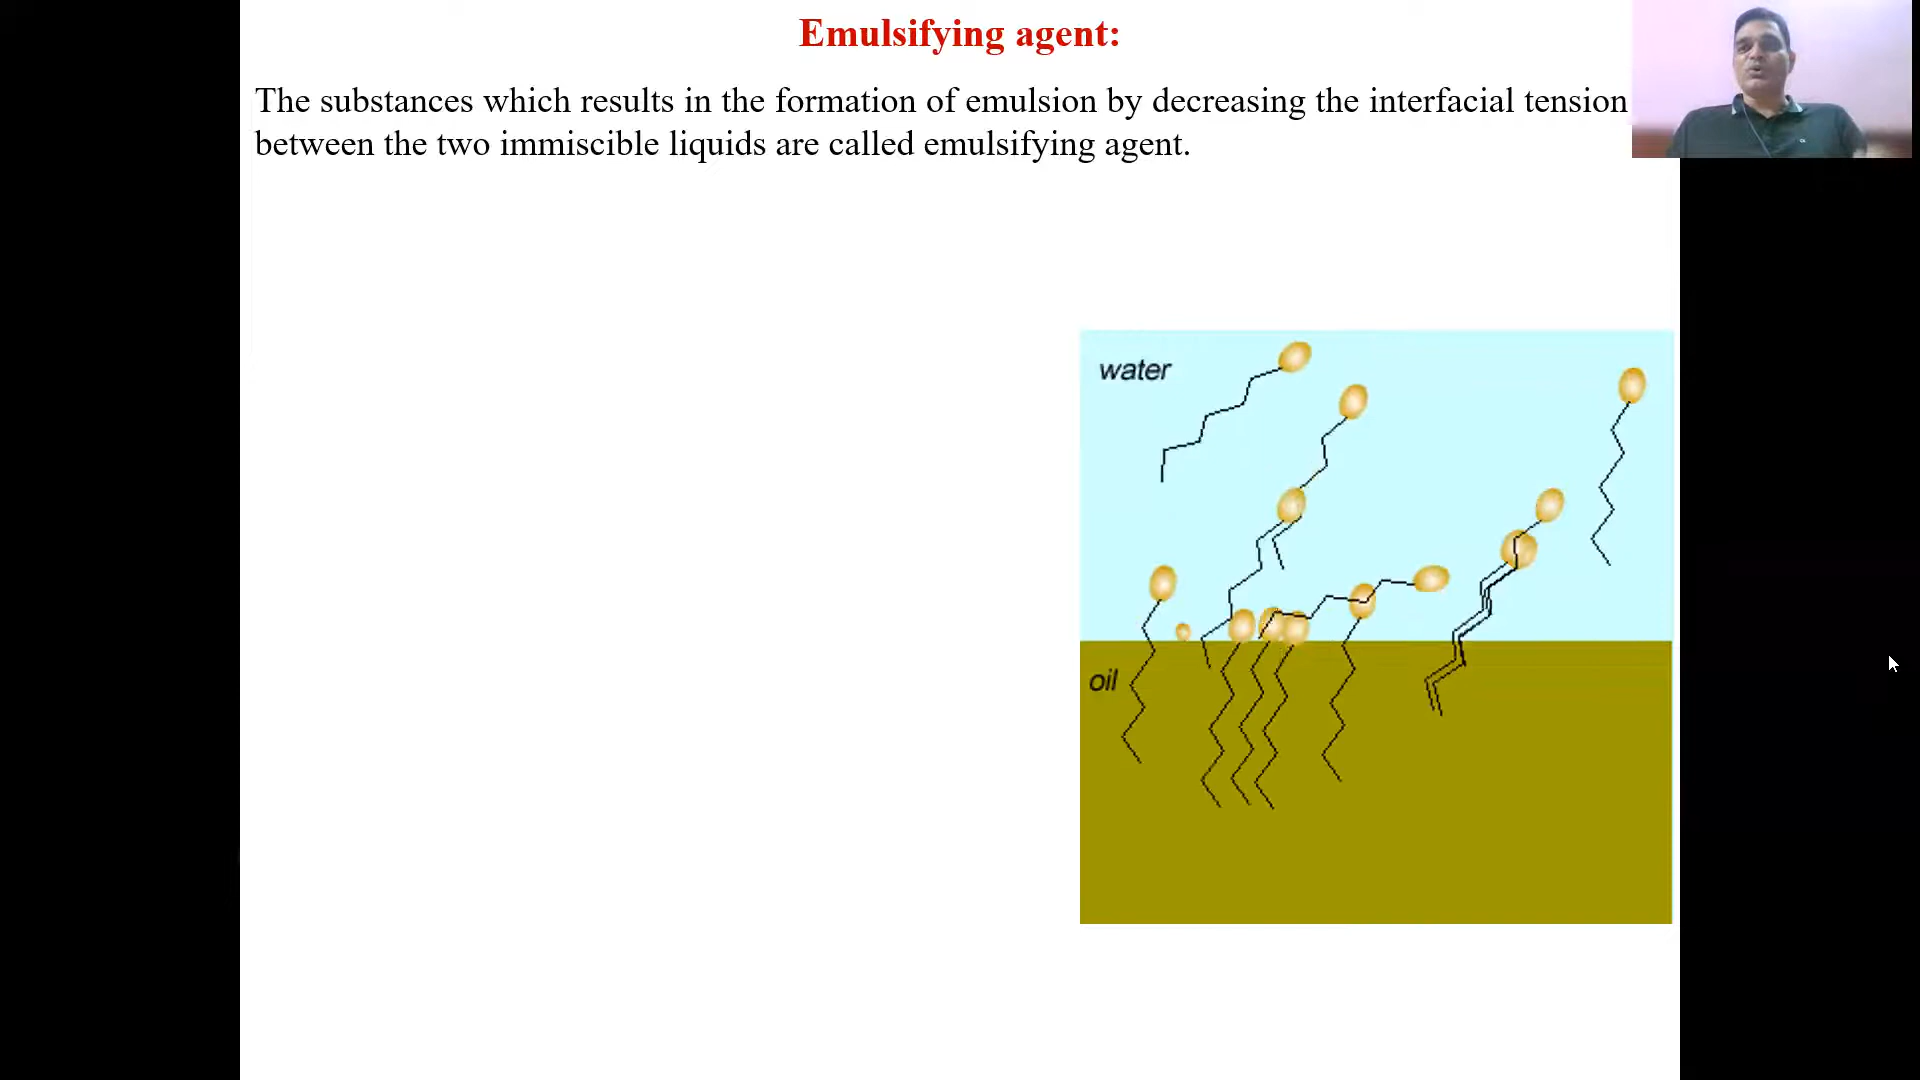 Emulsifying agent:
The substances which results in the formation of emulsion by decreasing the interfacial tension
between the two immiscible liquids are called emulsifying agent.
water
oil